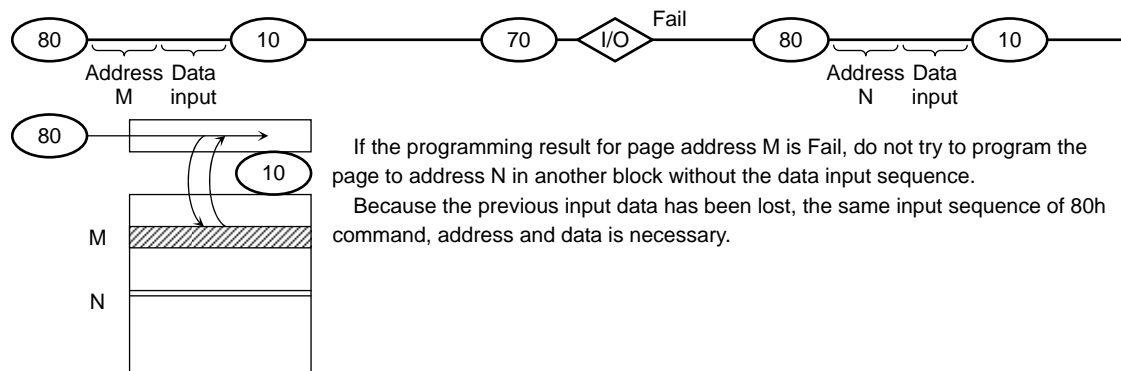 Fail
80 10 70 I/O 80 10
Address Data Address Data
M input N input
80
10
If the programming result for page address M is Fail, do not try to program the
page to address N in another block without the data input sequence.
Because the previous input data has been lost, the same input sequence of 80h
command, address and data is necessary.
M
N